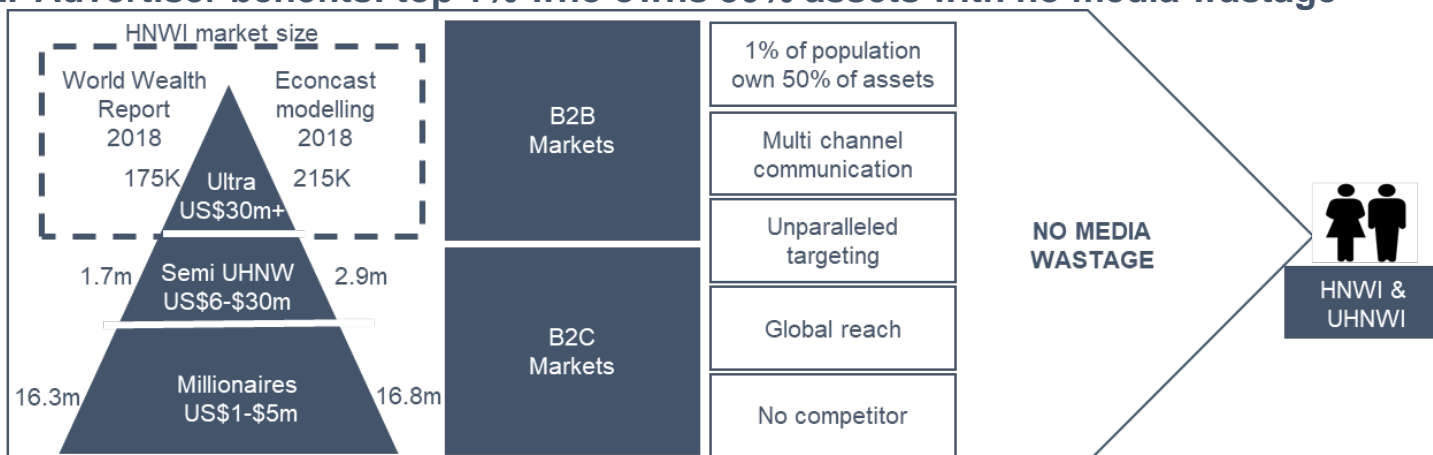 HNWI market size
World Wealth
Report
2018
Econcast
modelling
2018
175K
Ultra
US$30m+
215K
1.7m
Semi UHNW
US$6-$30m
2.9m
16.3m
Millionaires
US$1-$5m
16.8m
B2B
Markets
B2C
Markets
1% of population
own 50% of assets
Multi channel
communication
Unparalleled
targeting
Global reach
No competitor
NO MEDIA
WASTAGE
HNWI &
UHNWI